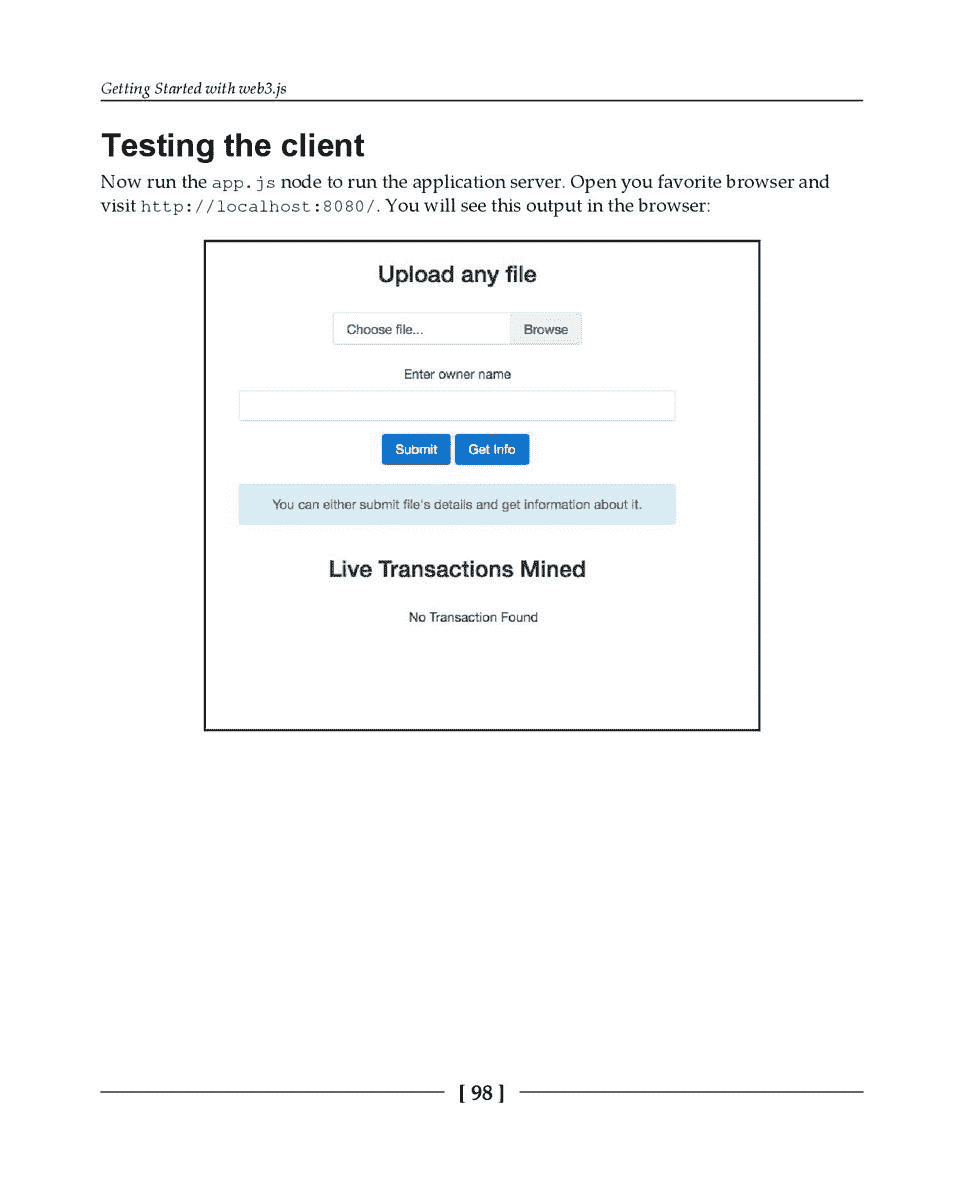 Getting Started with web3.js
Testing the client
Now run the app.js node to run the application server. Open you favorite browser and
visit http://localhost:8080/. You will see this output in the browser:
Upload any file
Choose file... Browse
Enter owner name
Submit Get Info
You can either submit file's details and get information about it.
Live Transactions Mined
No Transaction Found
[ 98 ]